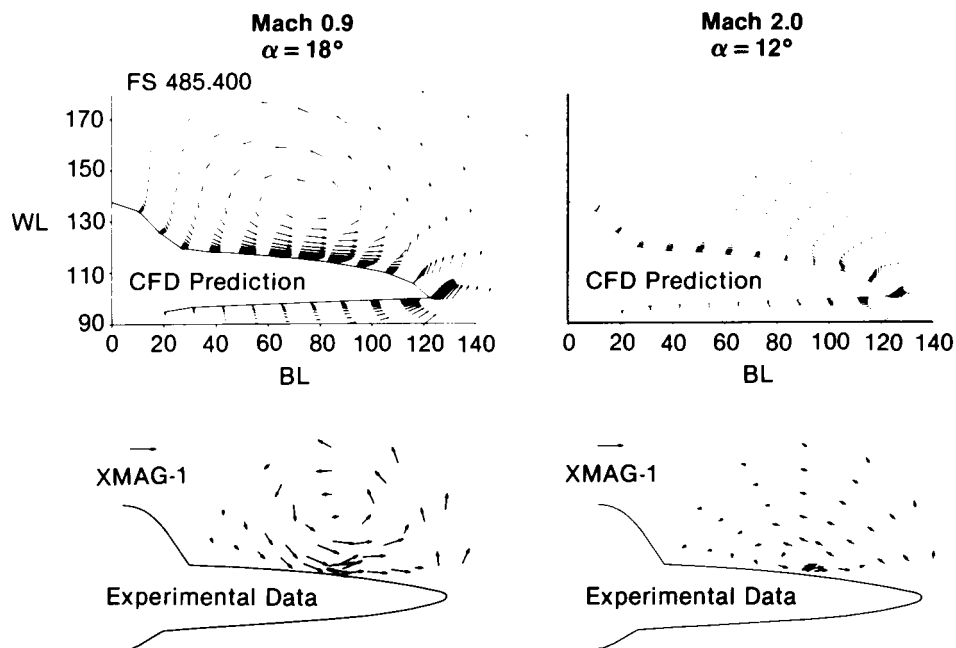 Mach 0.9
α = 18°
FS 485.400
WL
170
150
130
110
90
CFD Prediction
0 20 40 60 80 100 120 140
BL
Mach 2.0
α = 12°
CFD Prediction
0 20 40 60 80 100 120 140
BL
XMAG-1
Experimental Data
XMAG-1
Experimental Data